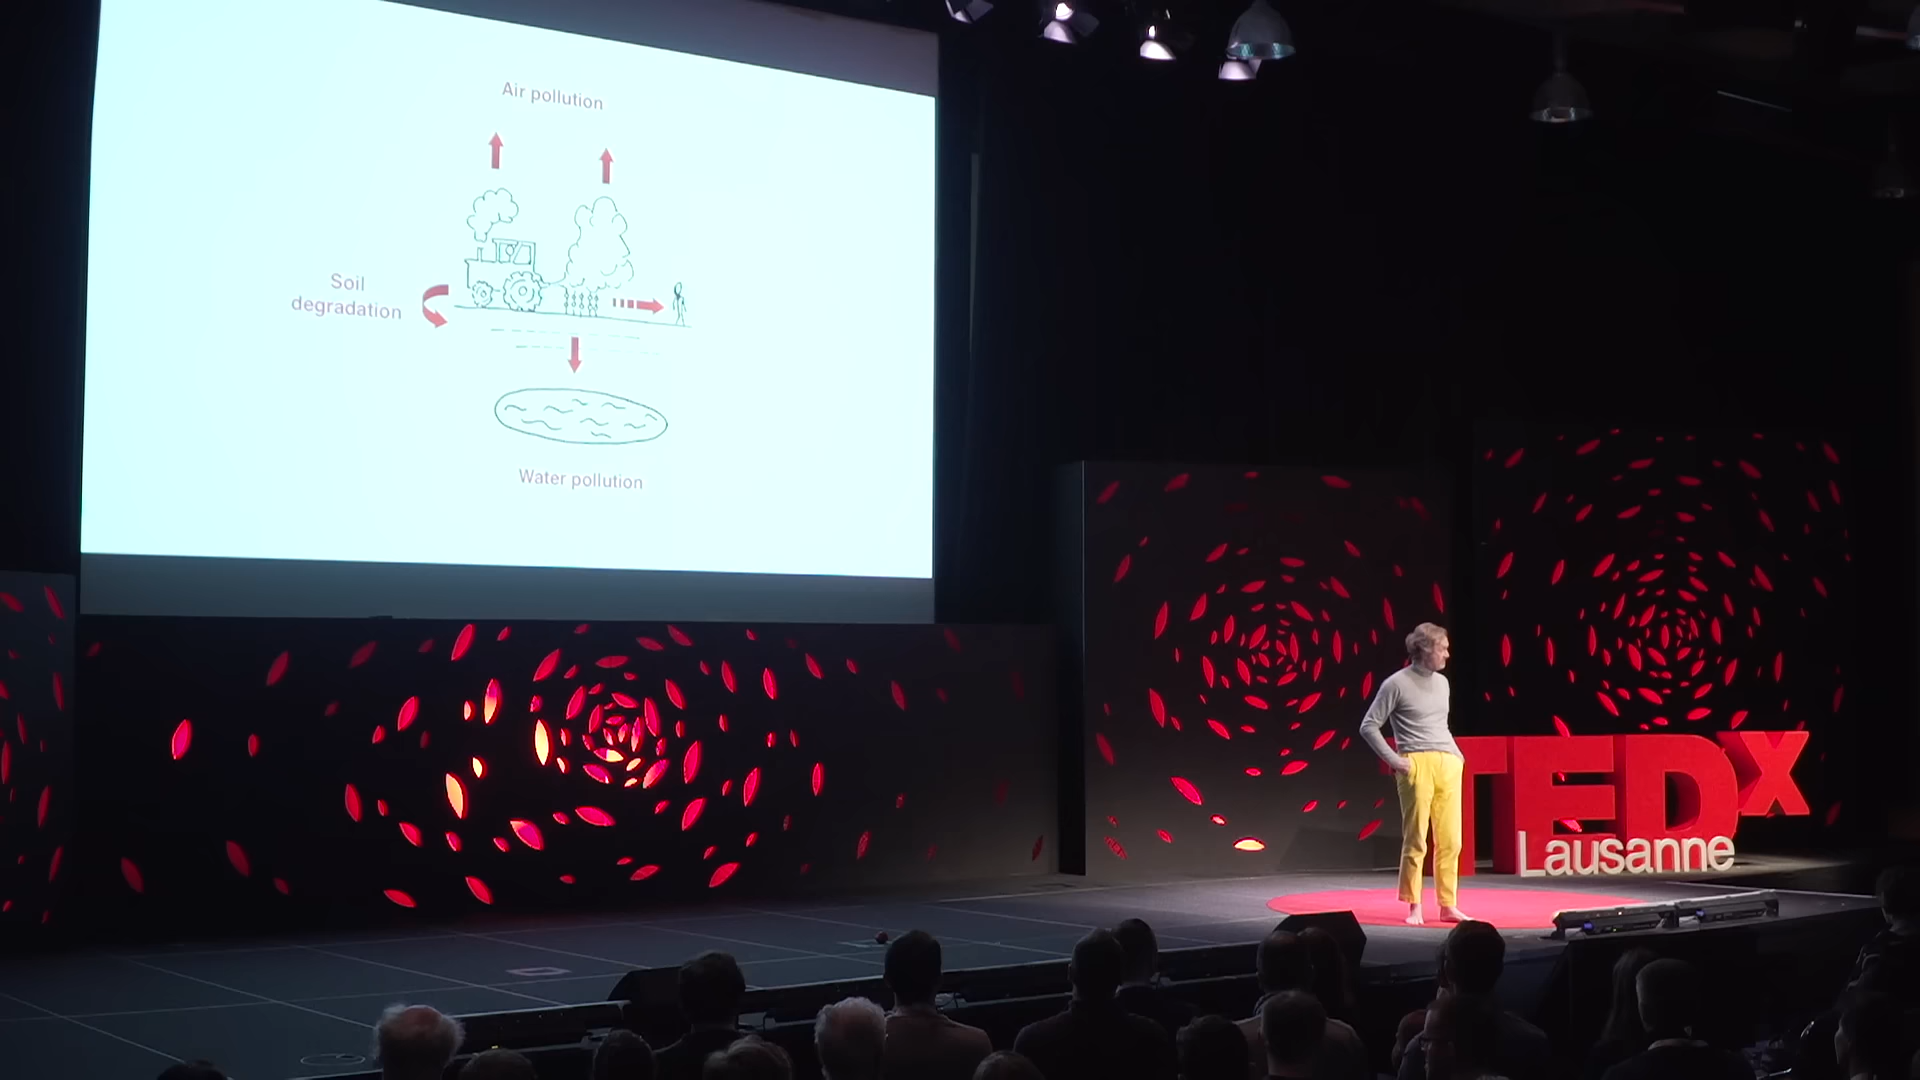 Air pollution
Soil
degradation
Water pollution
TEDx
Lausanne